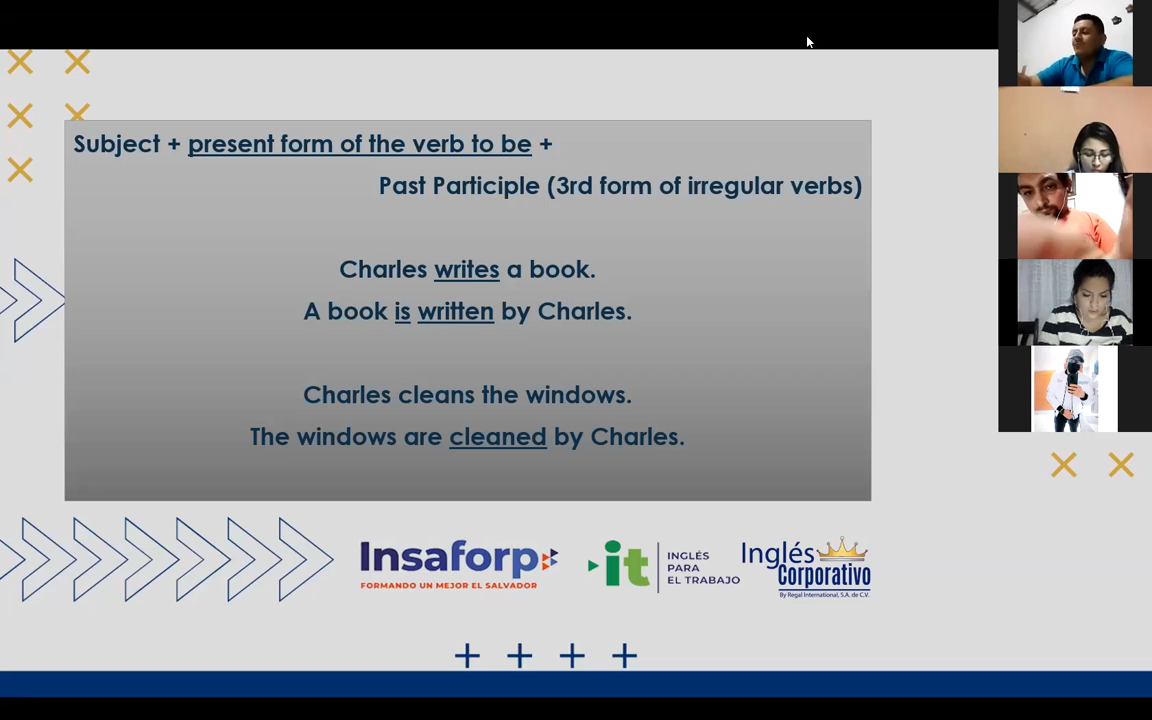 Subject + present form of the verb to be +
Past Participle (3rd form of irregular verbs)
Charles writes a book.
A book is written by Charles.
Charles cleans the windows.
The windows are cleaned by Charles.
Insaforp
FORMANDO UN MEJOR EL SALVADOR
it
INGLÉS
PARA
EL TRABAJO
Inglés
Corporativo
By Regal International, S.A. de C.V.